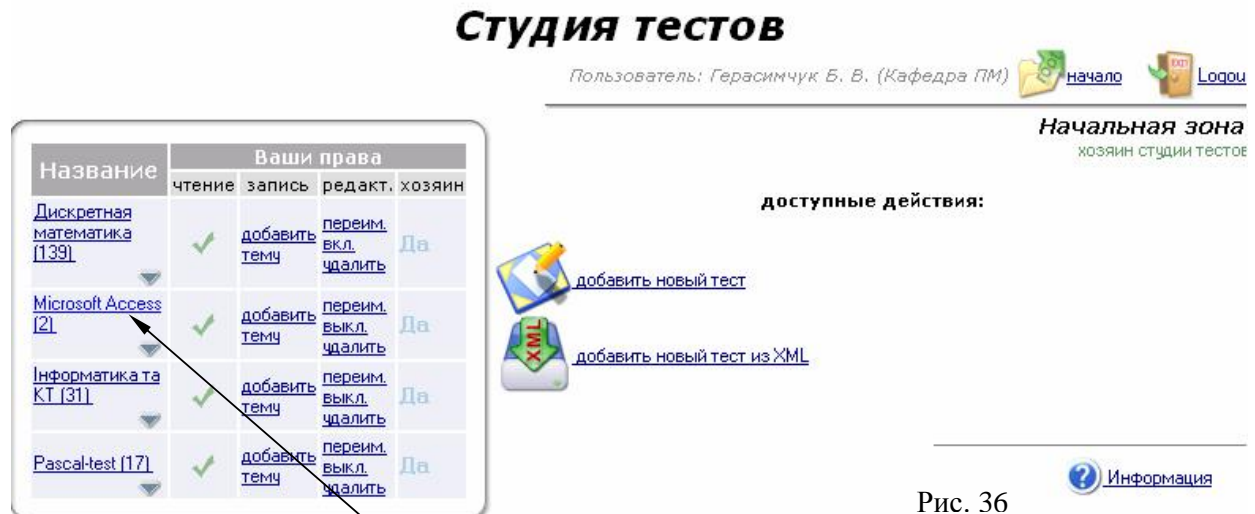 Студия тестов
Пользователь: Герасимчук Б. В. (Кафедра ПМ)
начало
Logou
Начальная зона
хозяин студии тестов
Название
Ваши права
чтение запись редакт. хозяин
Дискретная
математика
(139)
добавить
тему
переим.
вкл.
удалить
Да
Microsoft Access
(2)
добавить
тему
переим.
выкл.
удалить
Да
Інформатика та
КТ (31)
добавить
тему
переим.
выкл.
удалить
Да
Pascal-test (17)
добавить
тему
переим.
выкл.
удалить
Да
доступные действия:
добавить новый тест
XML
добавить новый тест из XML
Информация
Рис. 36